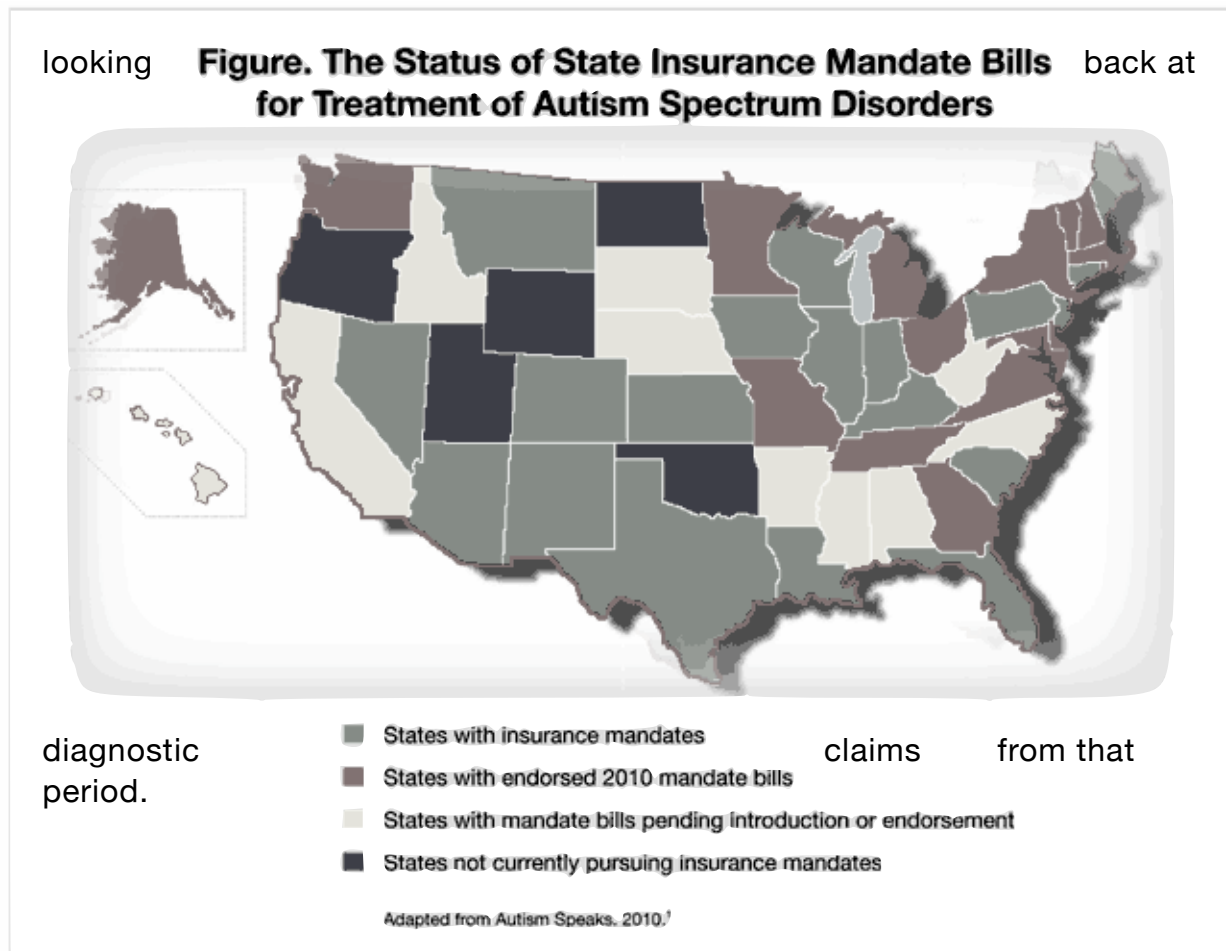 looking Figure. The Status of State Insurance Mandate Bills back at
for Treatment of Autism Spectrum Disorders
diagnostic claims from that
period.
States with insurance mandates
States with endorsed 2010 mandate bills
States with mandate bills pending introduction or endorsement
States not currently pursuing insurance mandates
Adapted from Autism Speaks. 2010.¹